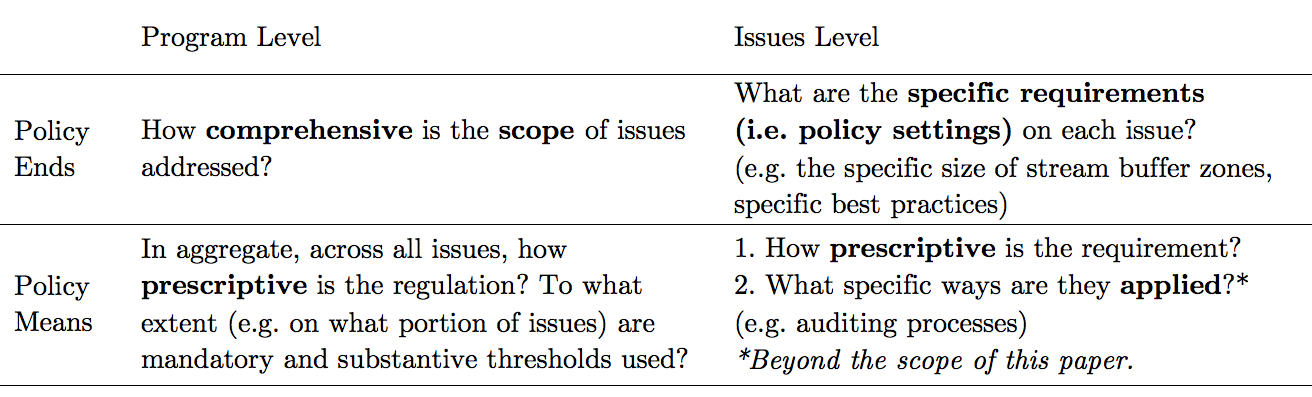 Program Level
Issues Level
Policy
Ends
How comprehensive is the scope of issues
addressed?
What are the specific requirements
(i.e. policy settings) on each issue?
(e.g. the specific size of stream buffer zones,
specific best practices)
Policy
Means
In aggregate, across all issues, how
prescriptive is the regulation? To what
extent (e.g. on what portion of issues) are
mandatory and substantive thresholds used?
1. How prescriptive is the requirement?
2. What specific ways are they applied?*
(e.g. auditing processes)
*Beyond the scope of this paper.